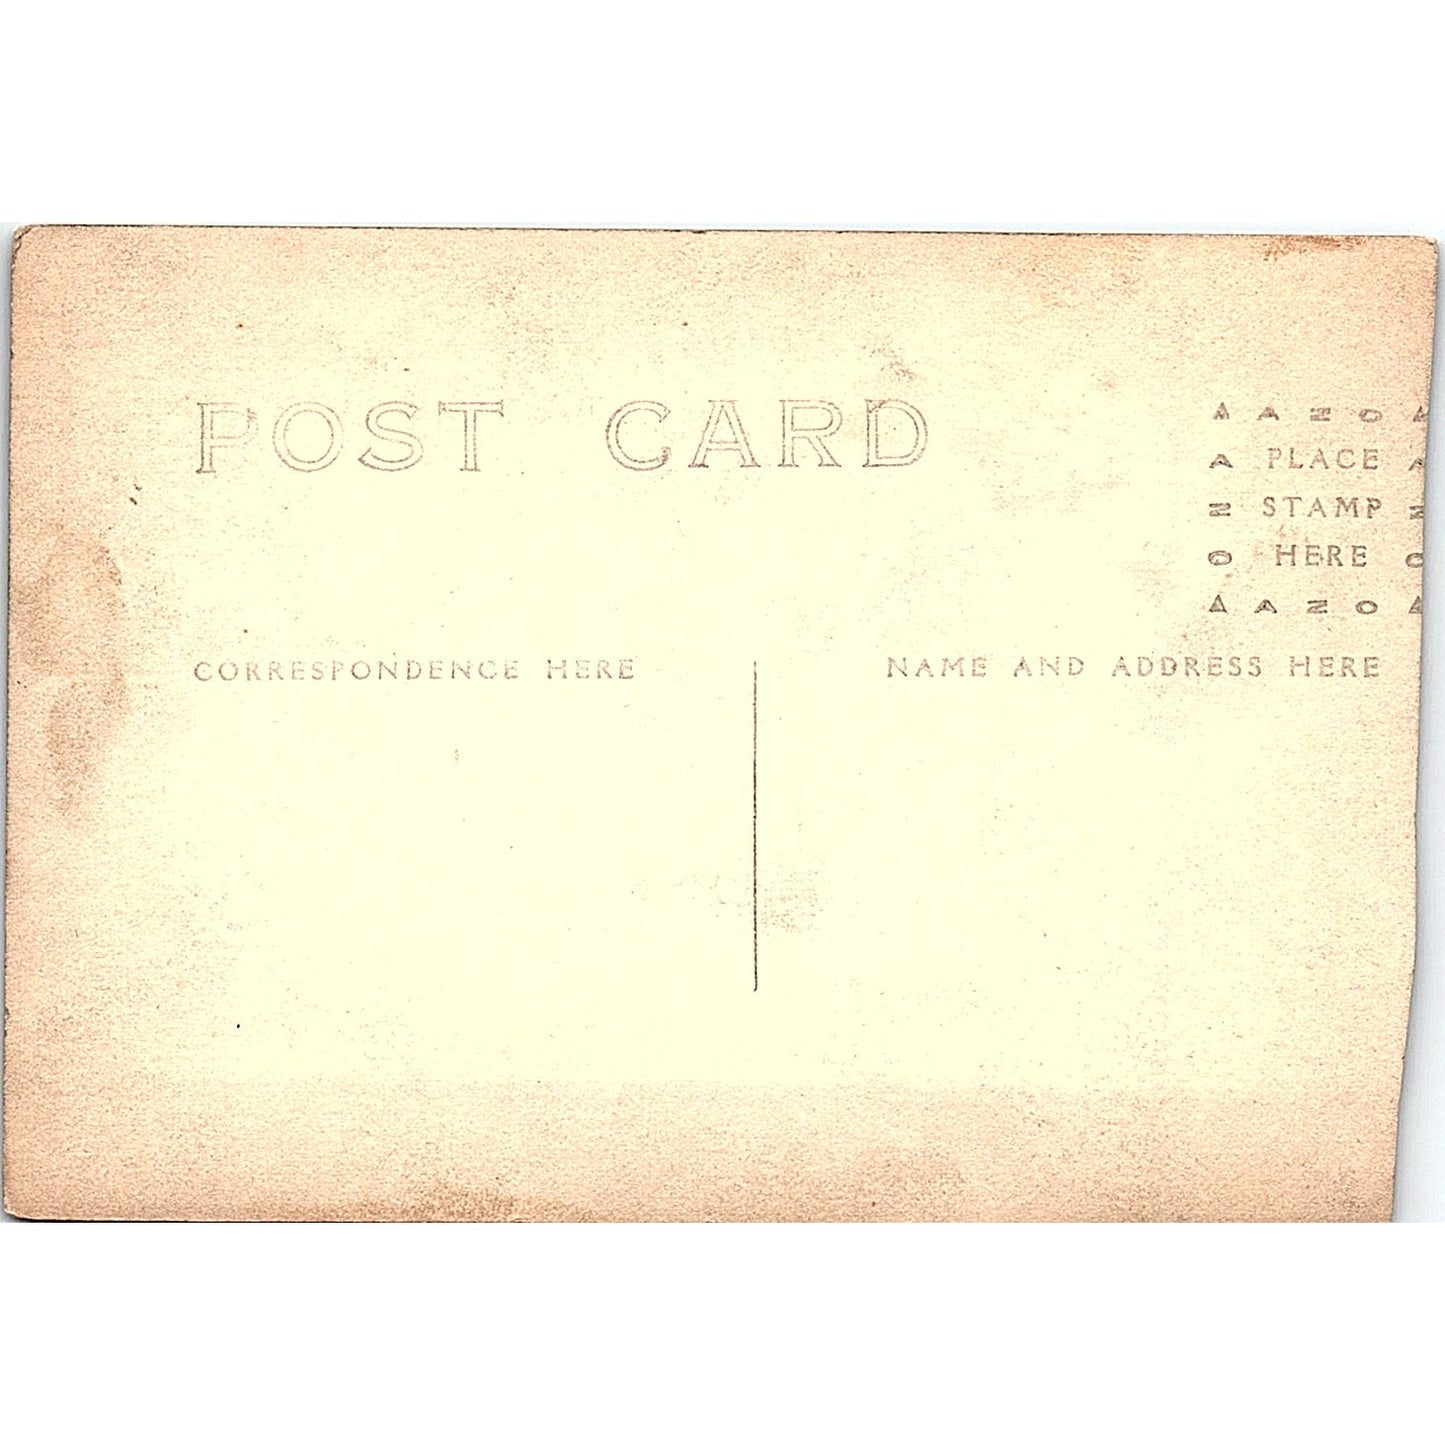 POST CARD
▲ A Z O ▲
A PLACE A
Z STAMP Z
O HERE O
▲ A Z O ▲
CORRESPONDENCE HERE
NAME AND ADDRESS HERE